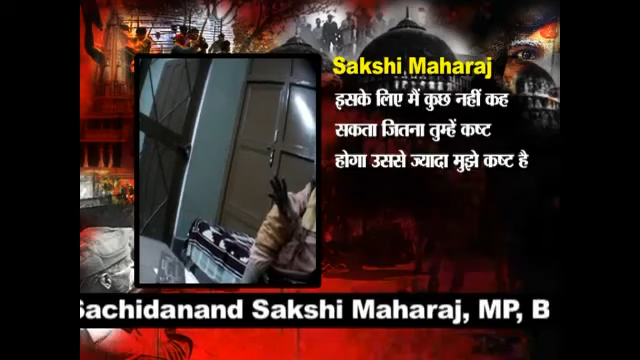 Sakshi Maharaj
इसके लिए मैं कुछ नहीं कह
सकता जितना तुम्हें कष्ट
होगा उससे ज्यादा मुझे कष्ट है
Sachidanand Sakshi Maharaj, MP, B